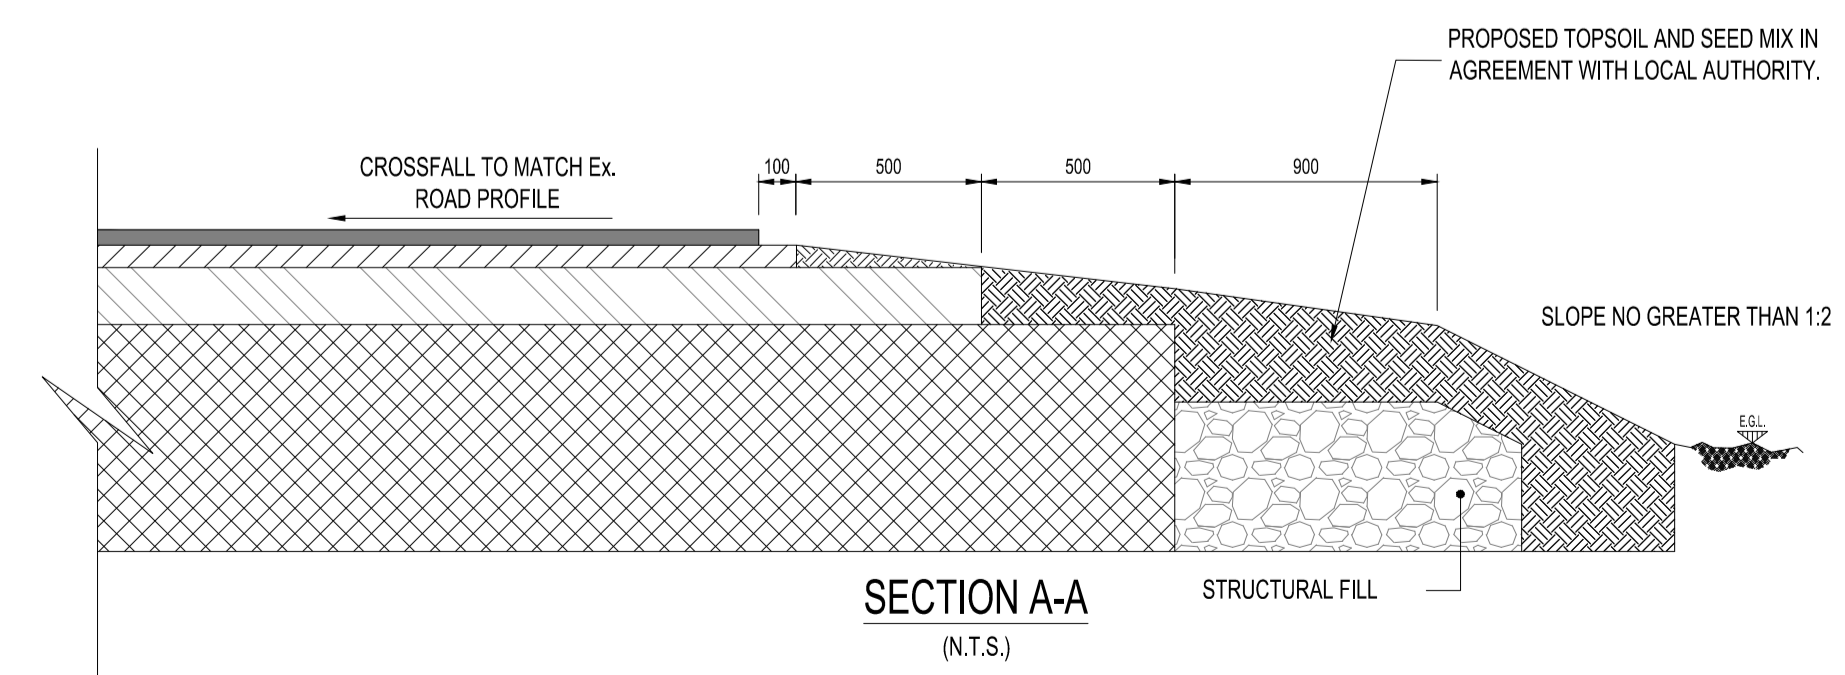 PROPOSED TOPSOIL AND SEED MIX IN
AGREEMENT WITH LOCAL AUTHORITY.
CROSSFALL TO MATCH Ex.
ROAD PROFILE
100
500
500
900
SLOPE NO GREATER THAN 1:2
E.G.L.
STRUCTURAL FILL
SECTION A-A
(N.T.S.)